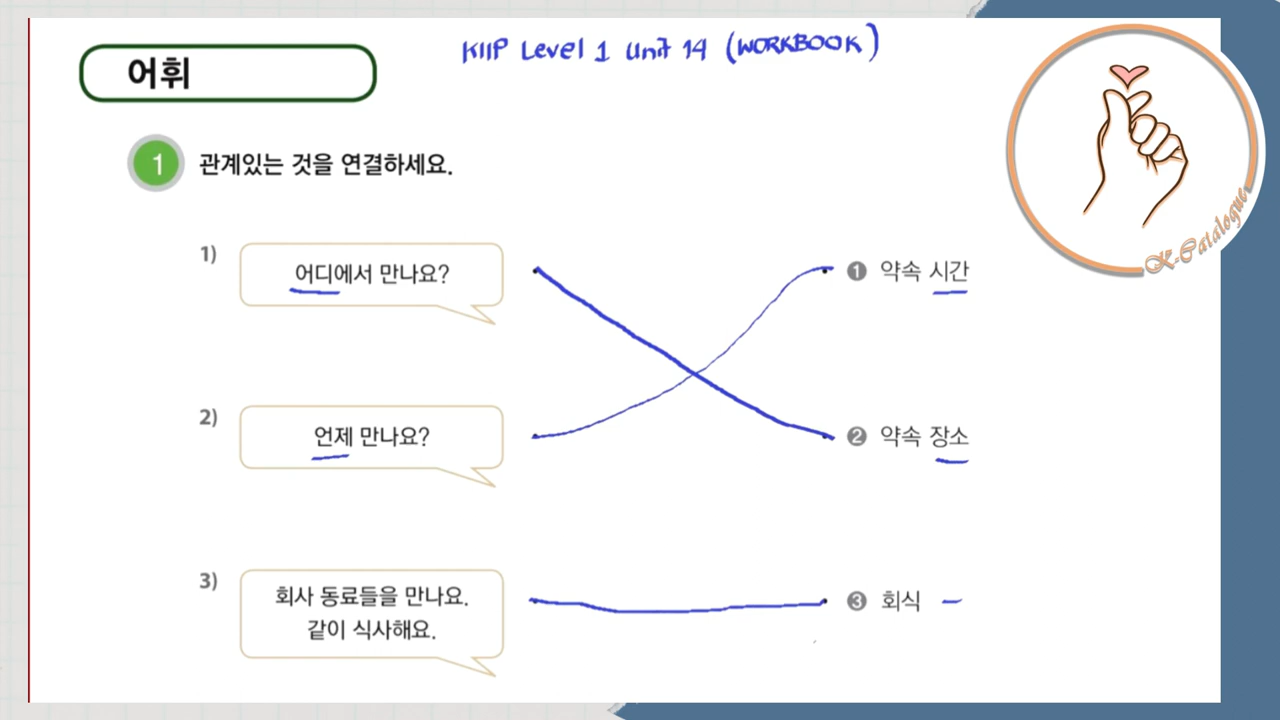 KIIP Level 1 Unit 14 (WORKBOOK)
어휘
1 관계있는 것을 연결하세요.
1) 어디에서 만나요? ❶ 약속 시간
2) 언제 만나요? ❷ 약속 장소
3) 회사 동료들을 만나요.
같이 식사해요.
❸ 회식
K-Catalogue